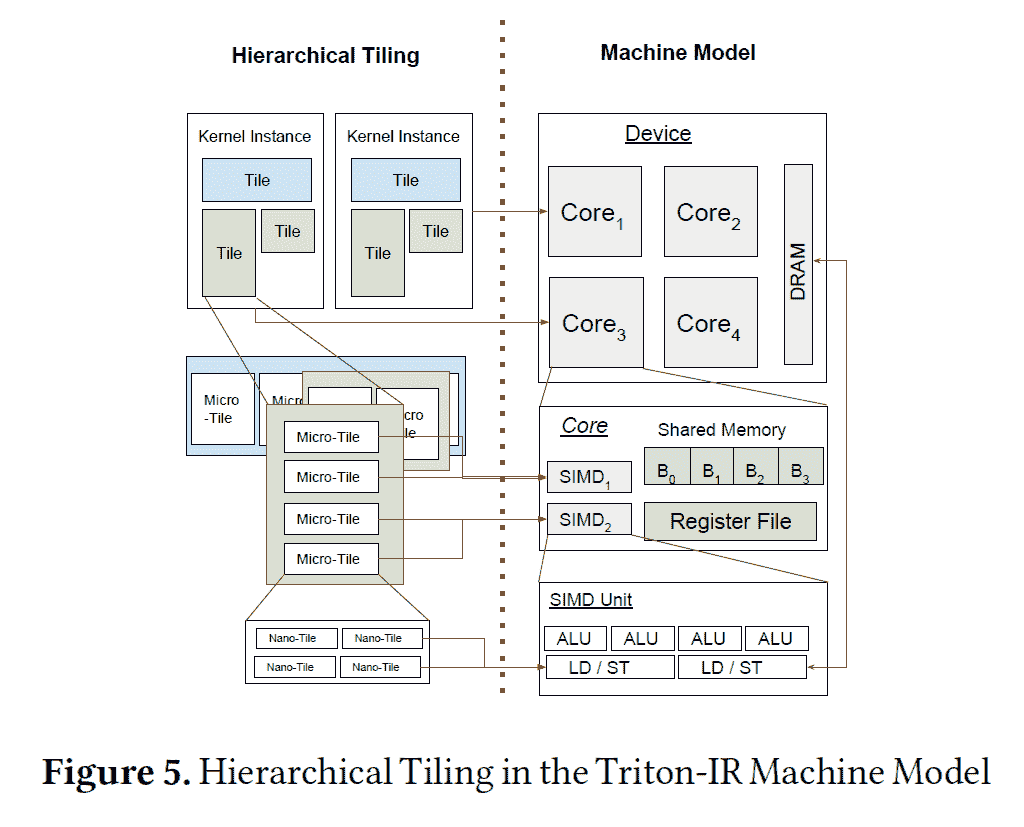 Hierarchical Tiling
Machine Model
Kernel Instance
Tile
Tile
Tile
Kernel Instance
Tile
Tile
Tile
Device
Core1
Core2
Core3
Core4
DRAM
Micro
-Tile
Micro-Tile
Micro-Tile
Micro-Tile
Micro-Tile
Core
Shared Memory
SIMD1
B0
B1
B2
B3
SIMD2
Register File
Nano-Tile
Nano-Tile
Nano-Tile
Nano-Tile
SIMD Unit
ALU
ALU
ALU
ALU
LD / ST
LD / ST
Figure 5. Hierarchical Tiling in the Triton-IR Machine Model